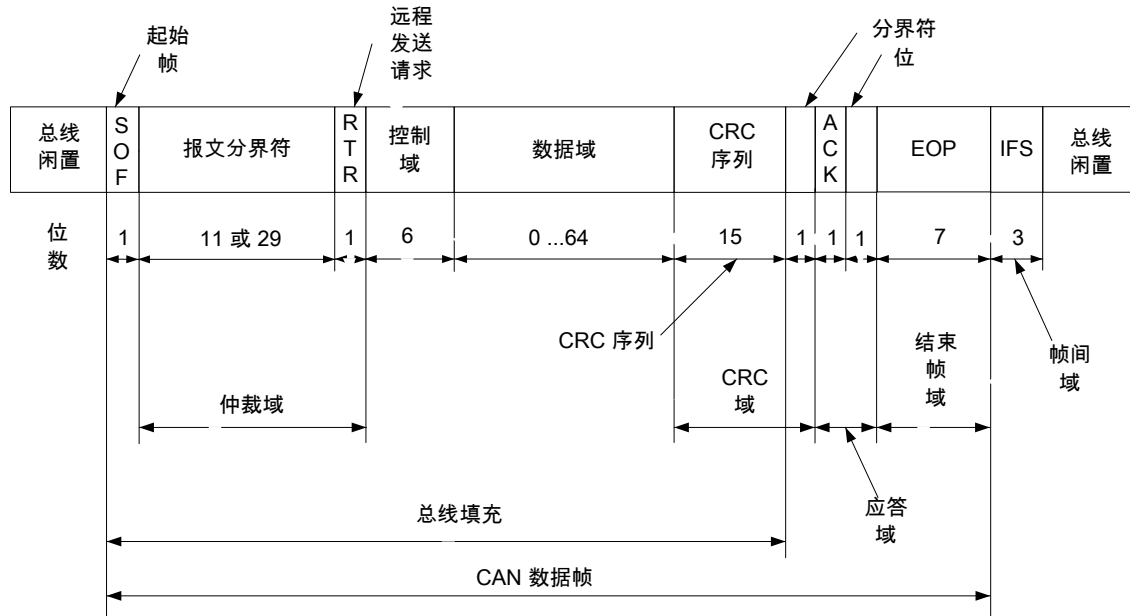 起始
帧
远程
发送
请求
分界符
位
总线
闲置
S
O
F
报文分界符
R
T
R
控制
域
数据域
CRC
序列
A
C
K
EOP
IFS
总线
闲置
位
数
1
11 或 29
1
6
0 ...64
15
1
1
1
7
3
CRC 序列
结束
帧
域
帧间
域
仲裁域
CRC
域
应答
域
总线填充
CAN 数据帧